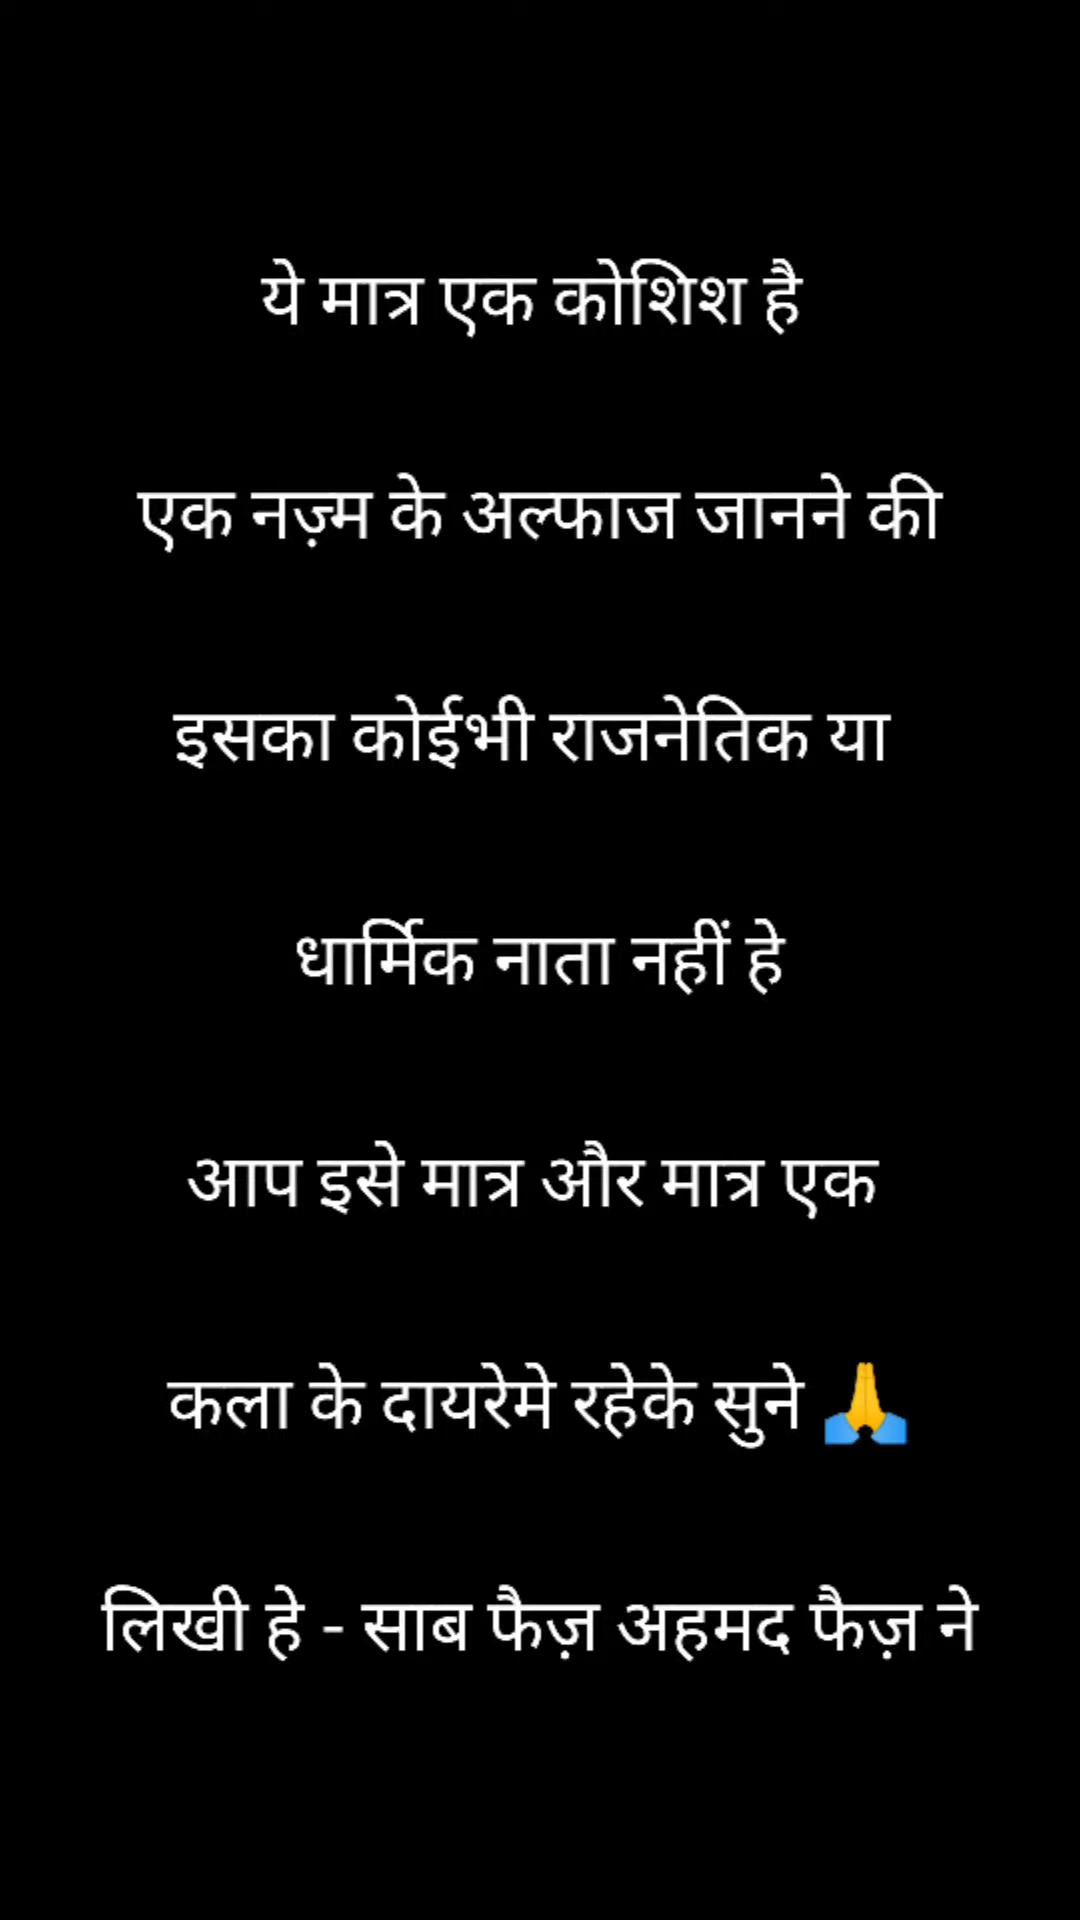 ये मात्र एक कोशिश है
एक नज़्म के अल्फाज जानने की
इसका कोईभी राजनेतिक या
धार्मिक नाता नहीं हे
आप इसे मात्र और मात्र एक
कला के दायरेमे रहेके सुने 🙏
लिखी हे - साब फैज़ अहमद फैज़ ने